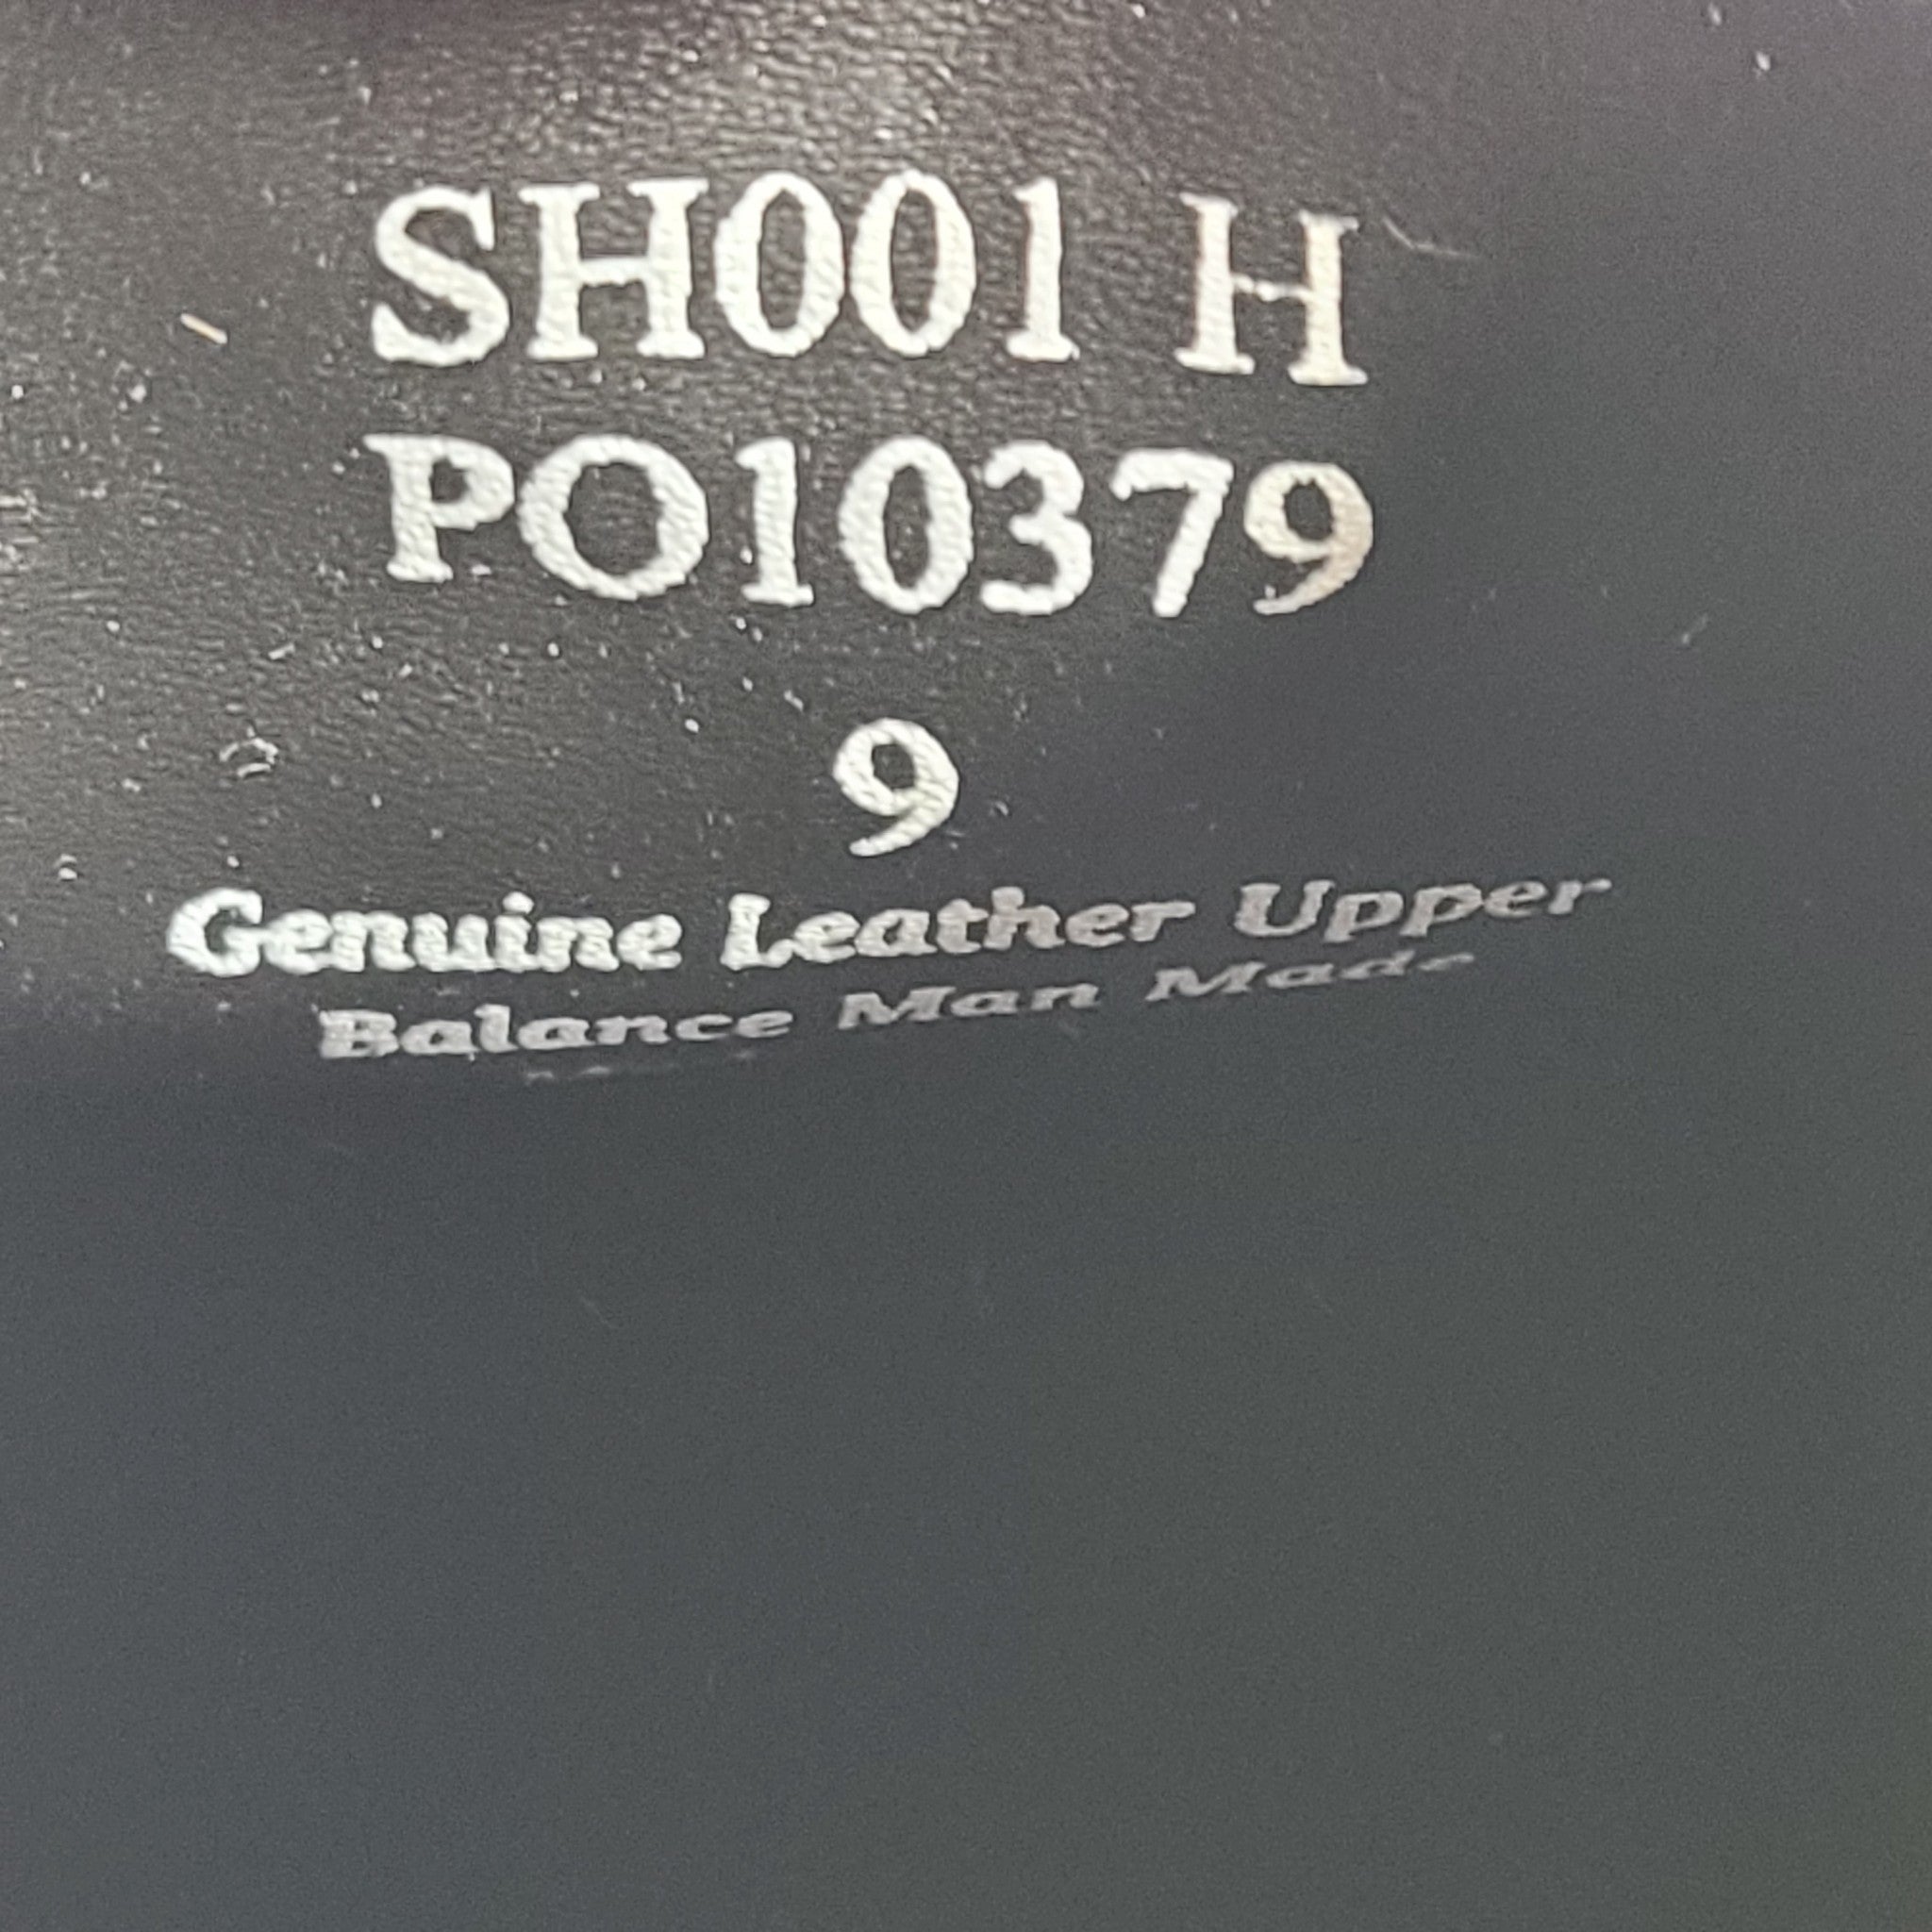 SH001 H
PO10379
9
Genuine Leather Upper
Balance Man Made